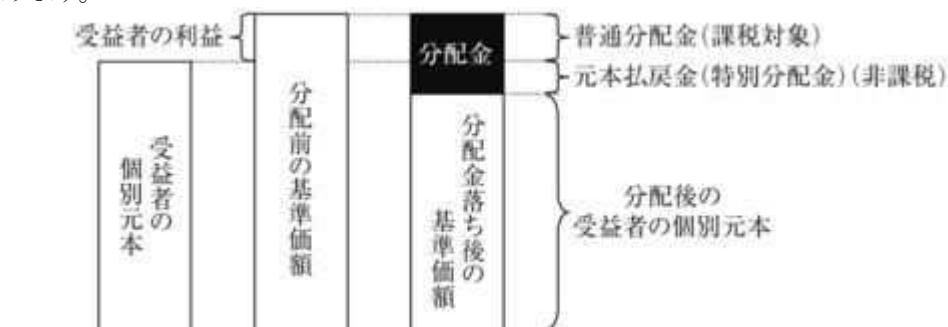 受益者の利益
分配金
普通分配金(課税対象)
元本払戻金(特別分配金)(非課税)
受益者の
個別元本
分配前の基準価額
分配金落ち後の
基準価額
分配後の
受益者の個別元本